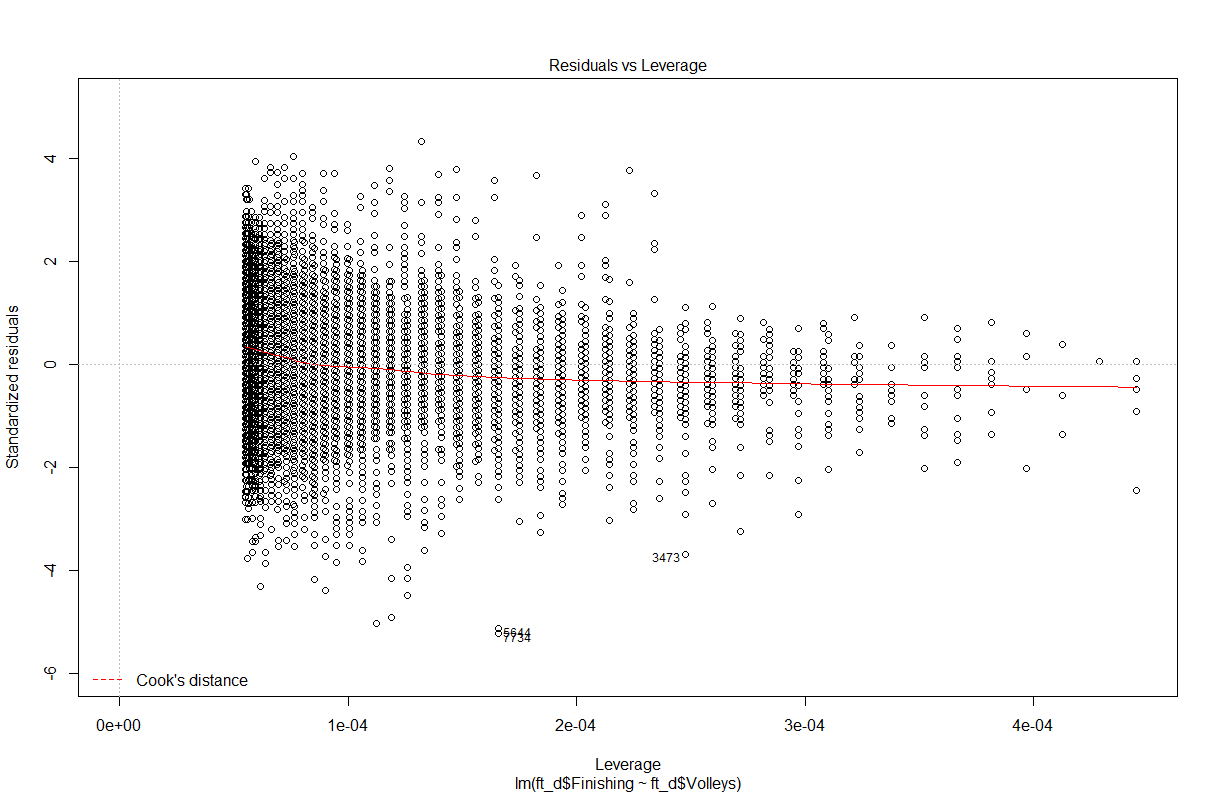 Residuals vs Leverage
Standardized residuals
4
2
0
-2
-4
-6
3473
5644
7734
Cook's distance
0e+00 1e-04 2e-04 3e-04 4e-04
Leverage
lm(ft_d$Finishing ~ ft_d$Volleys)